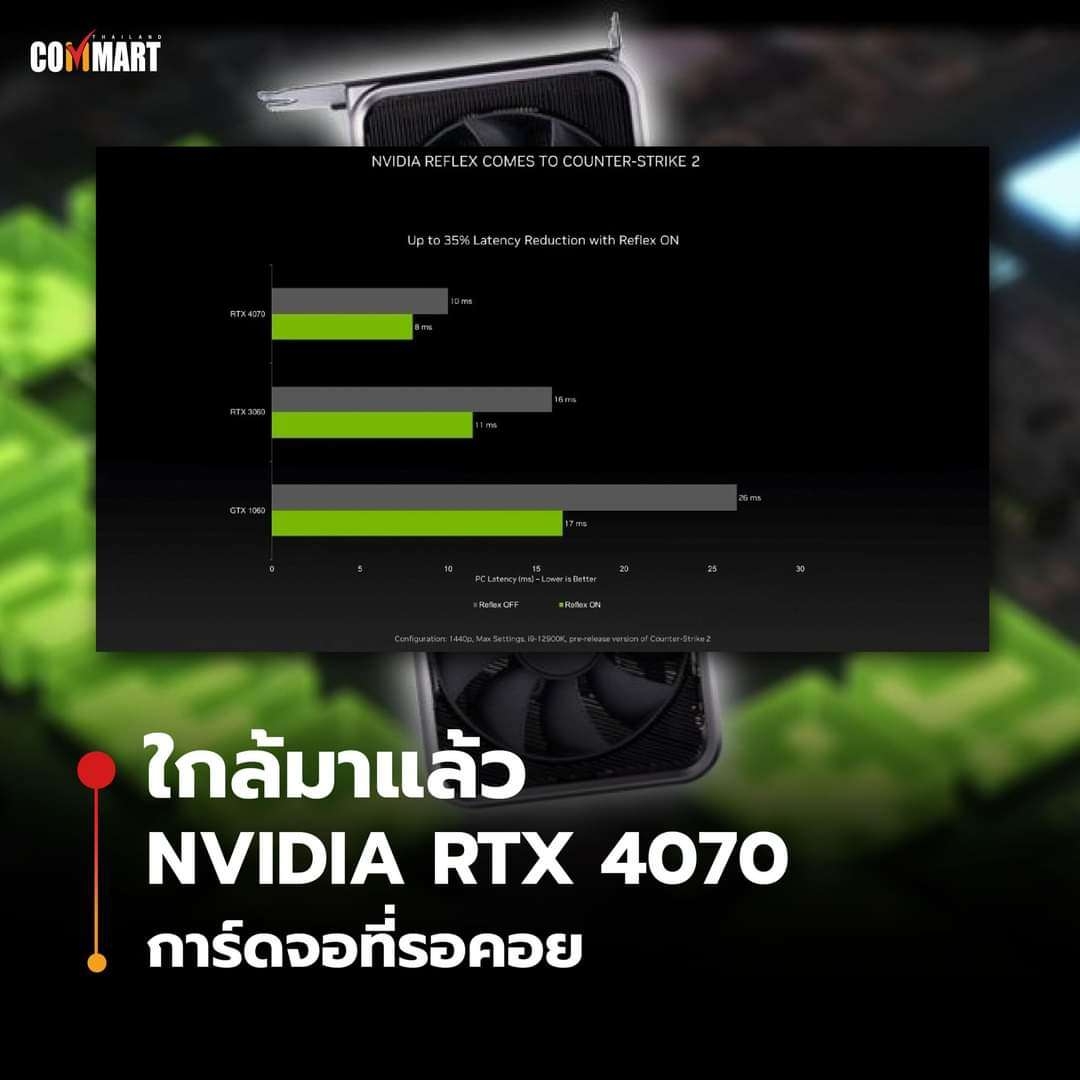 THAILAND
COMMART
NVIDIA REFLEX COMES TO COUNTER-STRIKE 2
Up to 35% Latency Reduction with Reflex ON
RTX 4070
10 ms
8 ms
RTX 3060
16 ms
11 ms
GTX 1060
26 ms
17 ms
0 5 10 15 20 25 30
PC Latency (ms) – Lower is Better
Reflex OFF Reflex ON
Configuration: 1440p, Max Settings, i9-12900K, pre-release version of Counter-Strike 2
ใกล้มาแล้ว
NVIDIA RTX 4070
การ์ดจอที่รอคอย